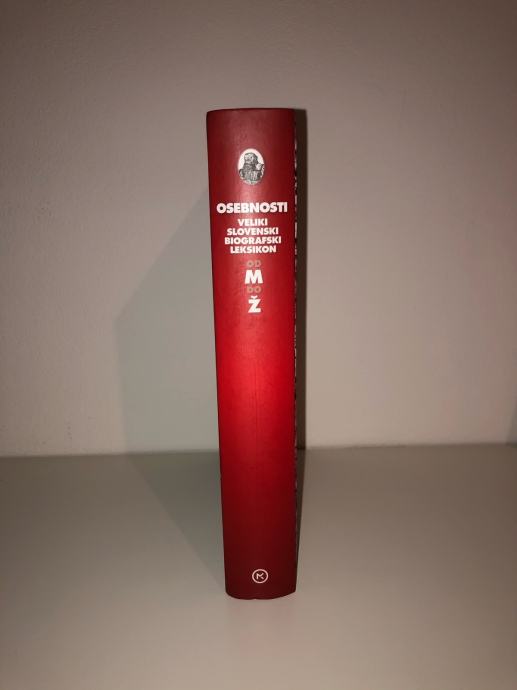 OSEBNOSTI
VELIKI
SLOVENSKI
BIOGRAFSKI
LEKSIKON
OD
M
DO
Ž